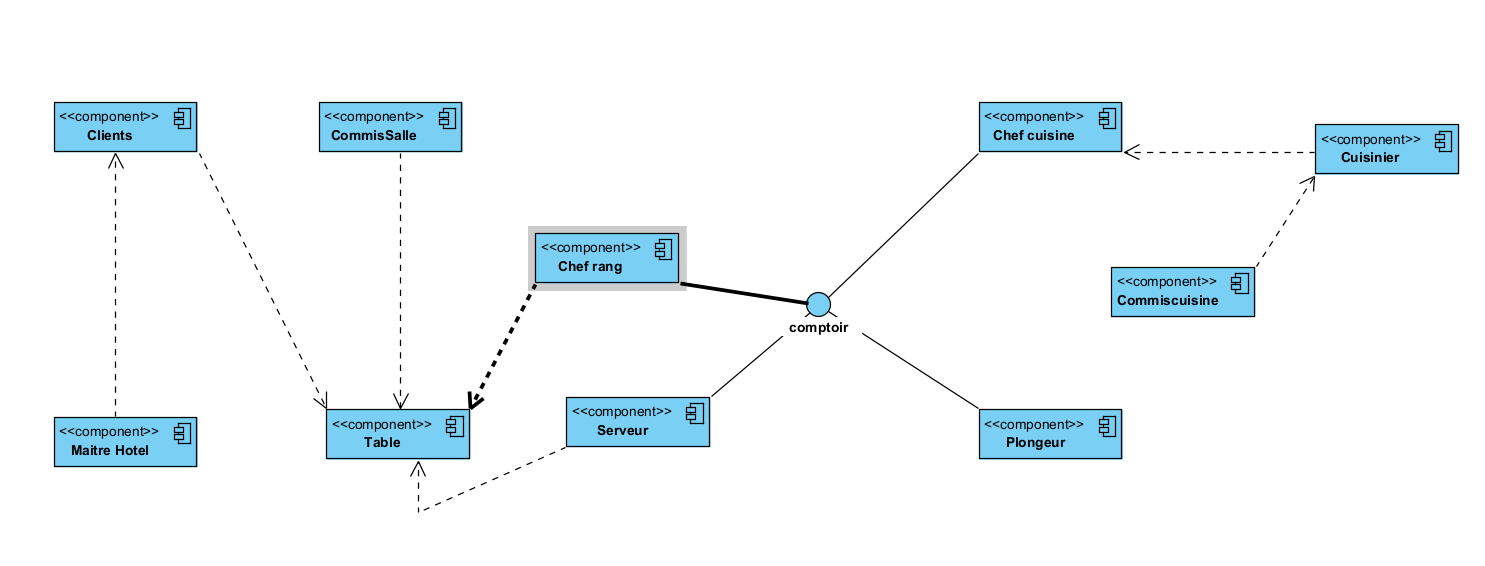 <<component>>
Clients
<<component>>
CommisSalle
<<component>>
Chef cuisine
<<component>>
Cuisinier
<<component>>
Chef rang
<<component>>
Commiscuisine
comptoir
<<component>>
Maitre Hotel
<<component>>
Table
<<component>>
Serveur
<<component>>
Plongeur